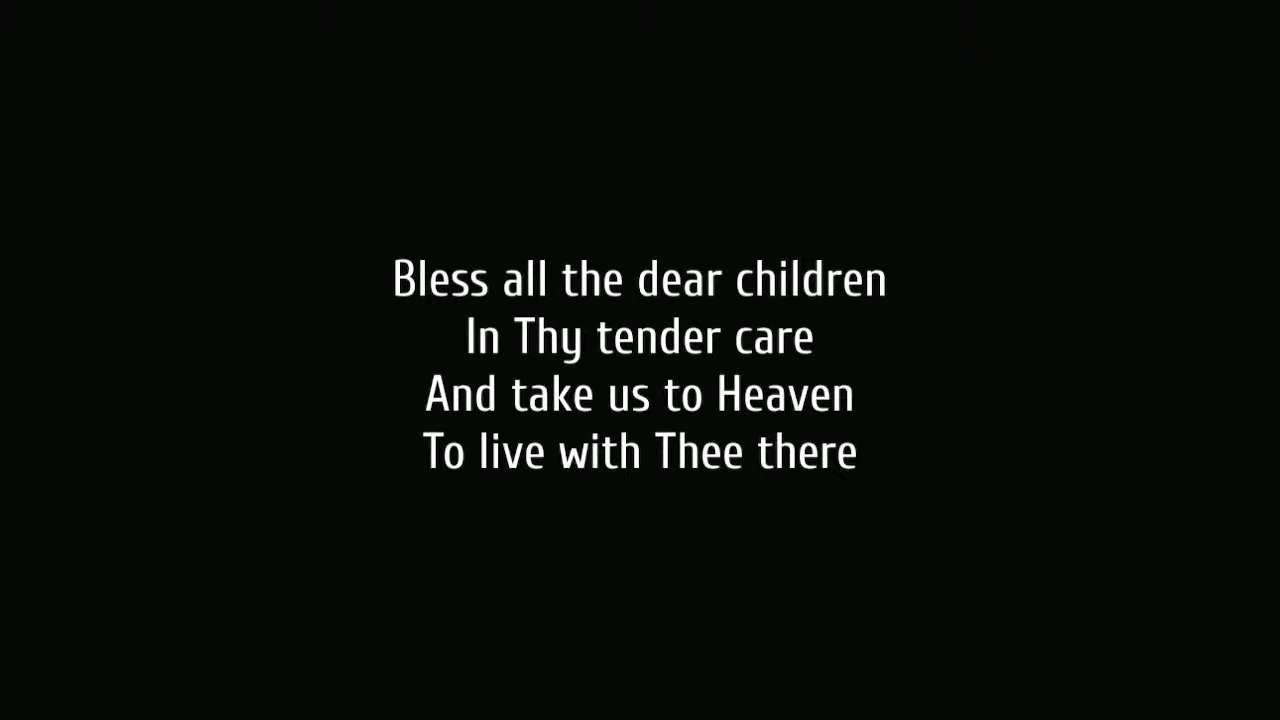 Bless all the dear children
In Thy tender care
And take us to Heaven
To live with Thee there